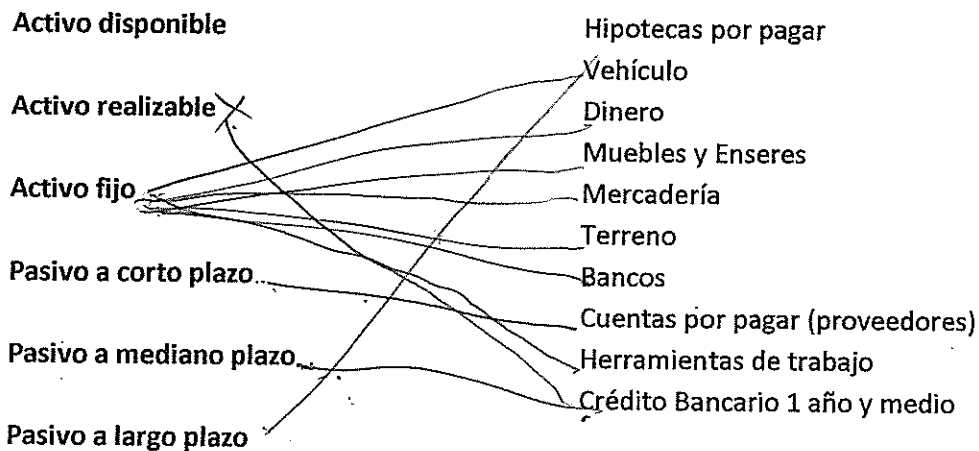 Activo disponible
Activo realizable
Activo fijo
Pasivo a corto plazo
Pasivo a mediano plazo
Pasivo a largo plazo
Hipotecas por pagar
Vehículo
Dinero
Muebles y Enseres
Mercadería
Terreno
Bancos
Cuentas por pagar (proveedores)
Herramientas de trabajo
Crédito Bancario 1 año y medio